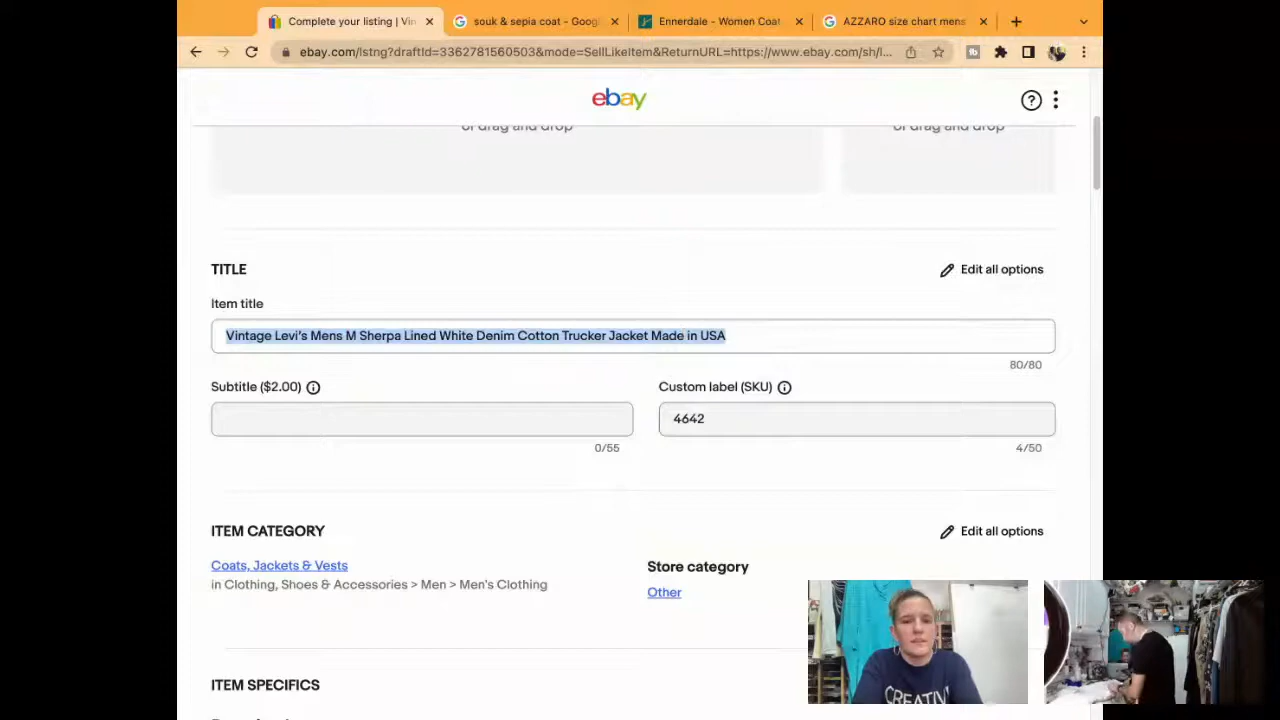 Complete your listing | Vin
souk & sepia coat - Googl
Ennerdale - Women Coat
AZZARO size chart mens
ebay.com/lstng?draftId=3362781560503&mode=SellLikeItem&ReturnURL=https://www.ebay.com/sh/l...
ebay
or drag and drop
or drag and drop
TITLE
Edit all options
Item title
Vintage Levi's Mens M Sherpa Lined White Denim Cotton Trucker Jacket Made in USA
80/80
Subtitle ($2.00)
Custom label (SKU)
4642
0/55
4/50
ITEM CATEGORY
Edit all options
Coats, Jackets & Vests
in Clothing, Shoes & Accessories > Men > Men's Clothing
Store category
Other
ITEM SPECIFICS
CREATIV